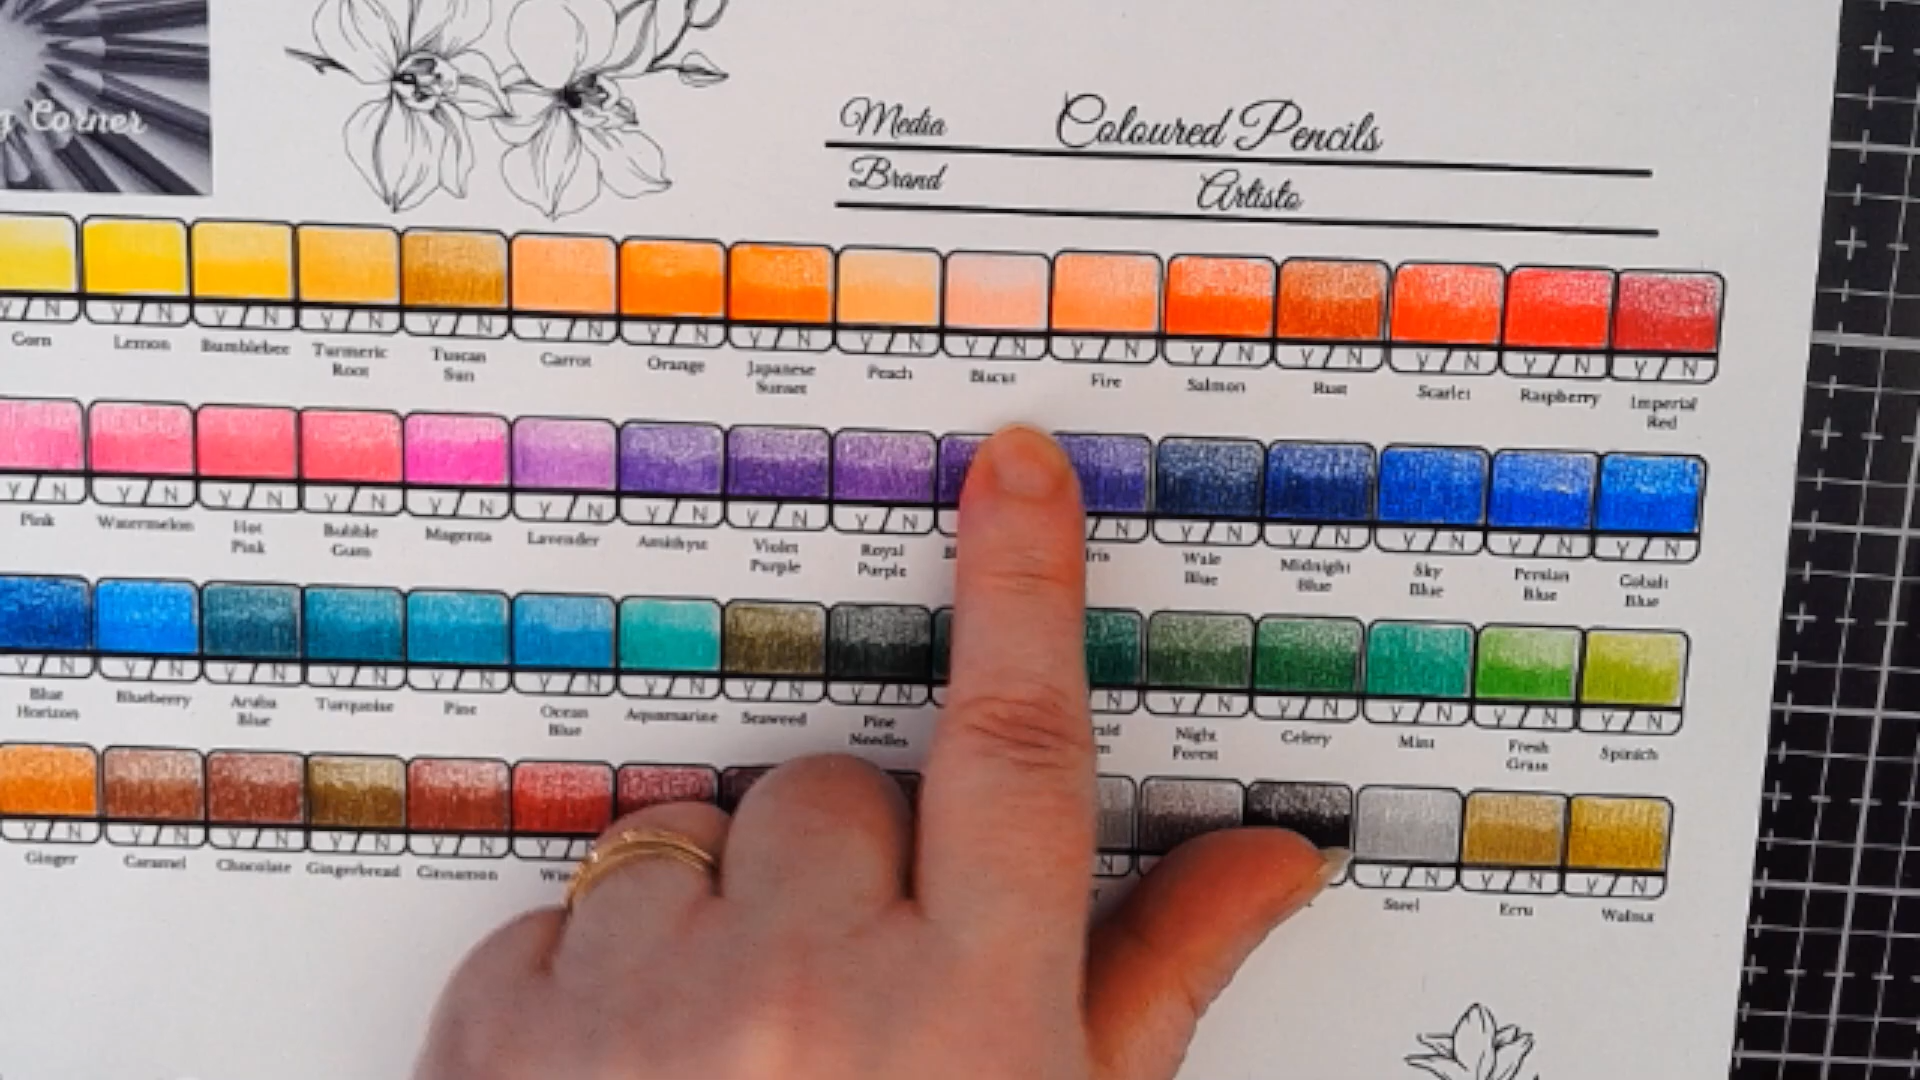 Corner
Media Coloured Pencils
Brand Artisto
Y / N Y / N Y / N Y / N Y / N Y / N Y / N Y / N Y / N Y / N Y / N Y / N Y / N Y / N Y / N Y / N
Corn Lemon Bumblebee Turmeric Root Tuscan Sun Carrot Orange Japanese Sunset Peach Biscut Fire Salmon Rust Scarlet Raspberry Imperial Red
Y / N Y / N Y / N Y / N Y / N Y / N Y / N Y / N Y / N N Y / N Y / N Y / N Y / N Y / N
Pink Watermelon Hot Pink Bubble Gum Magenta Lavender Amithyst Violet Purple Royal Purple Iris Wale Blue Midnight Blue Sky Blue Persian Blue Cobalt Blue
Y / N Y / N Y / N Y / N Y / N Y / N Y / N Y / N Y / N N Y / N Y / N Y / N Y / N Y / N
Blue Horizon Blueberry Aruba Blue Turquoise Pine Ocean Blue Aquamarine Seaweed Pine Needles Night Forest Celery Mint Fresh Grass Spinich
Y / N Y / N Y / N Y / N Y / N Y / N N Y / N Y / N Y / N
Ginger Caramel Chocolate Gingerbread Cinnamon Steel Ecru Walnut